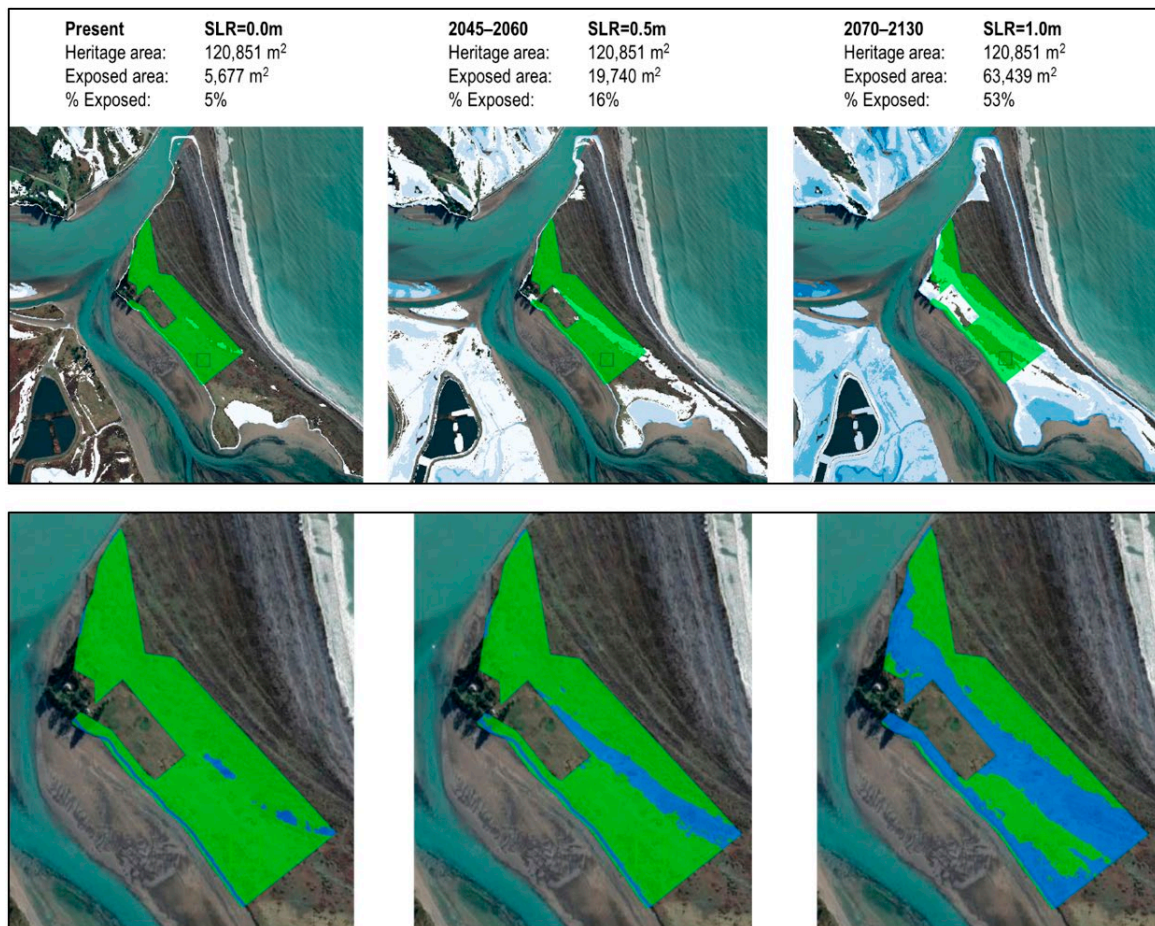 Present SLR=0.0m
Heritage area: 120,851 m²
Exposed area: 5,677 m²
% Exposed: 5%
2045–2060 SLR=0.5m
Heritage area: 120,851 m²
Exposed area: 19,740 m²
% Exposed: 16%
2070–2130 SLR=1.0m
Heritage area: 120,851 m²
Exposed area: 63,439 m²
% Exposed: 53%